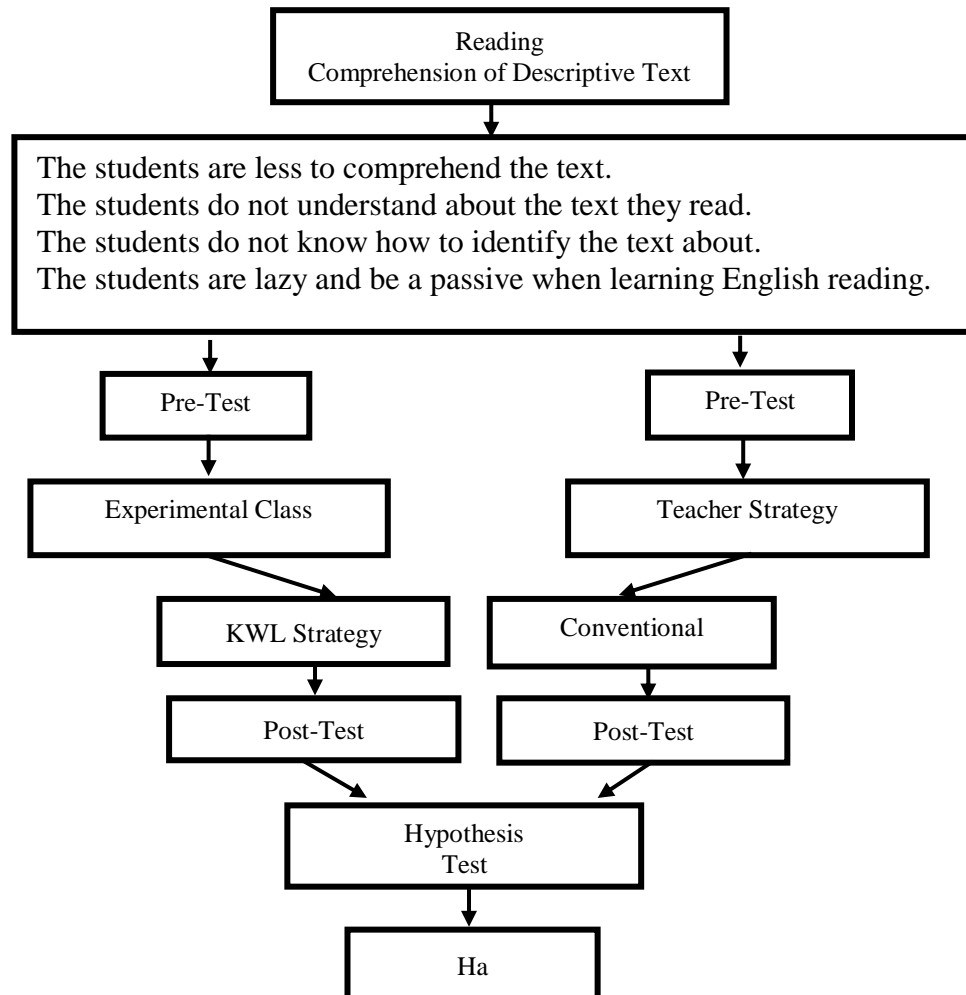 Reading
Comprehension of Descriptive Text
The students are less to comprehend the text.
The students do not understand about the text they read.
The students do not know how to identify the text about.
The students are lazy and be a passive when learning English reading.
Pre-Test
Pre-Test
Experimental Class
Teacher Strategy
KWL Strategy
Conventional
Post-Test
Post-Test
Hypothesis
Test
Ha